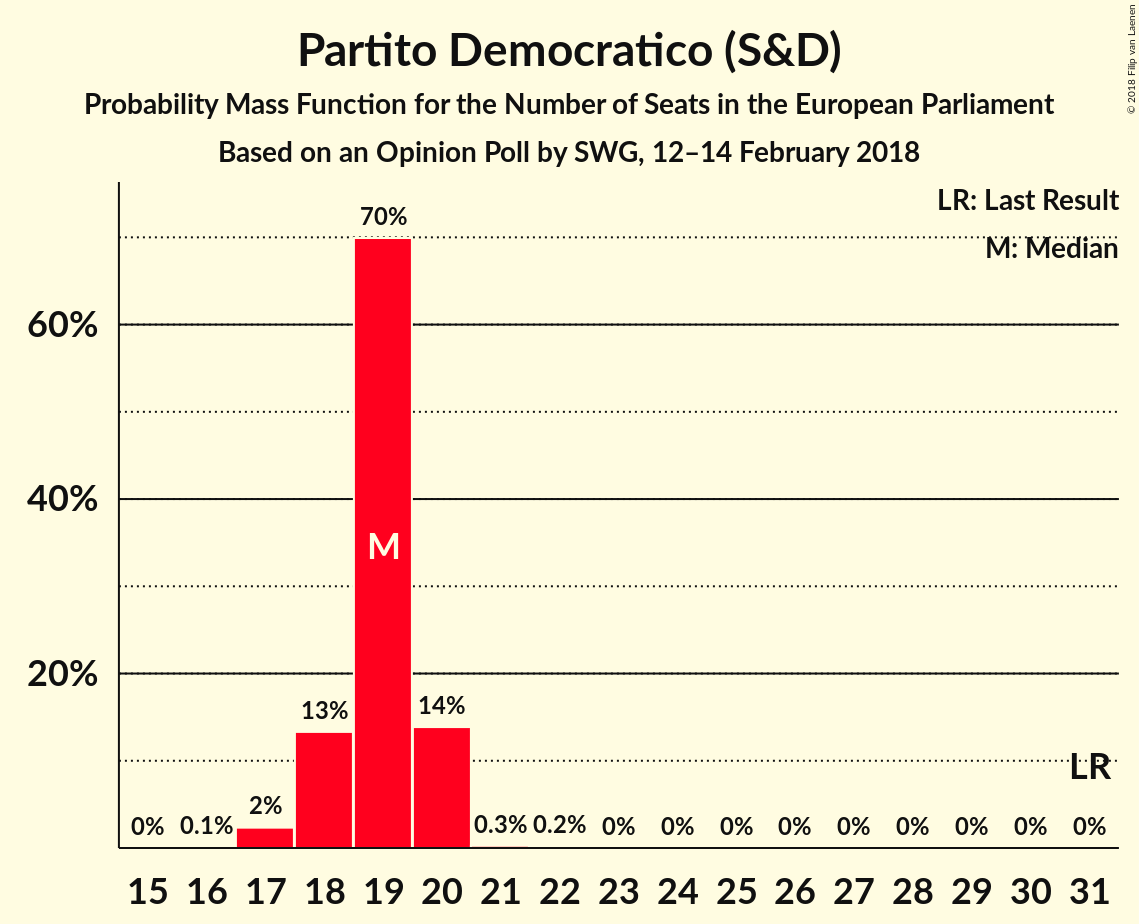 Partito Democratico (S&D)
Probability Mass Function for the Number of Seats in the European Parliament
Based on an Opinion Poll by SWG, 12–14 February 2018
© 2018 Filip van Laenen
LR: Last Result
M: Median
70%
60%
40%
M
20%
13%
14%
LR
0%
0.1%
2%
0.3%
0.2%
0%
0%
0%
0%
0%
0%
0%
0%
0%
15 16 17 18 19 20 21 22 23 24 25 26 27 28 29 30 31